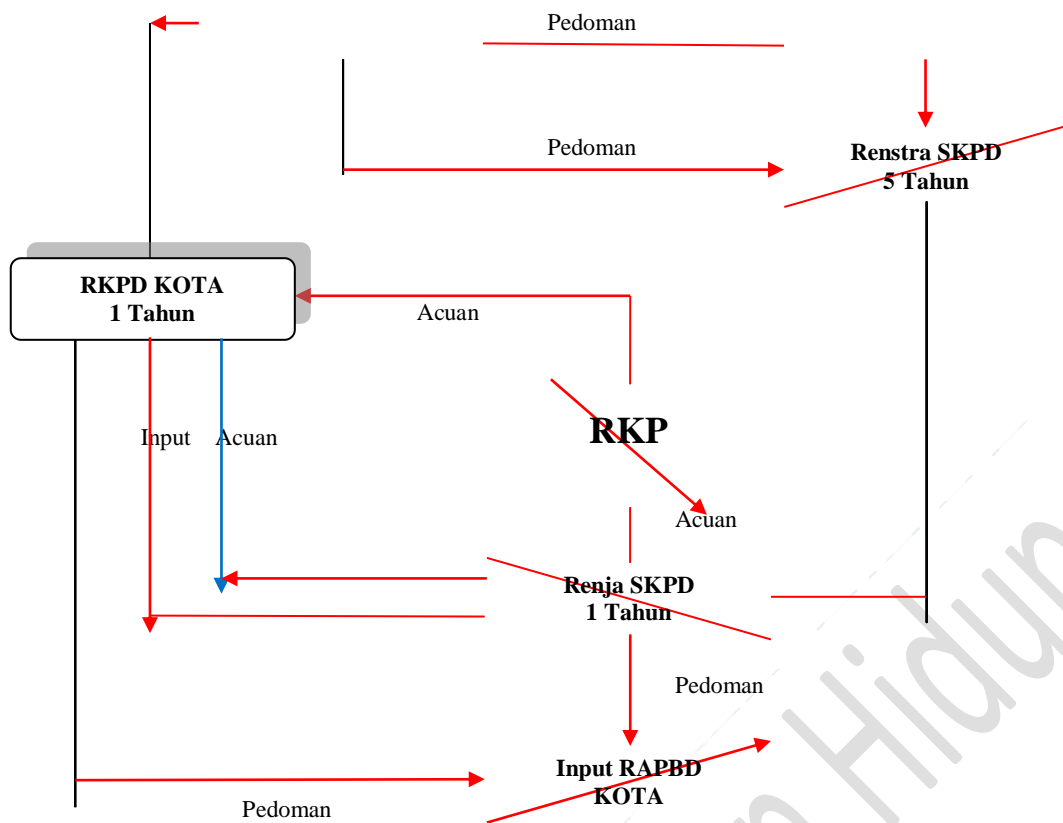 Pedoman
Pedoman
Renstra SKPD
5 Tahun
RKPD KOTA
1 Tahun
Acuan
Input
Acuan
RKP
Acuan
Renja SKPD
1 Tahun
Pedoman
Input RAPBD
KOTA
Pedoman
Hidup